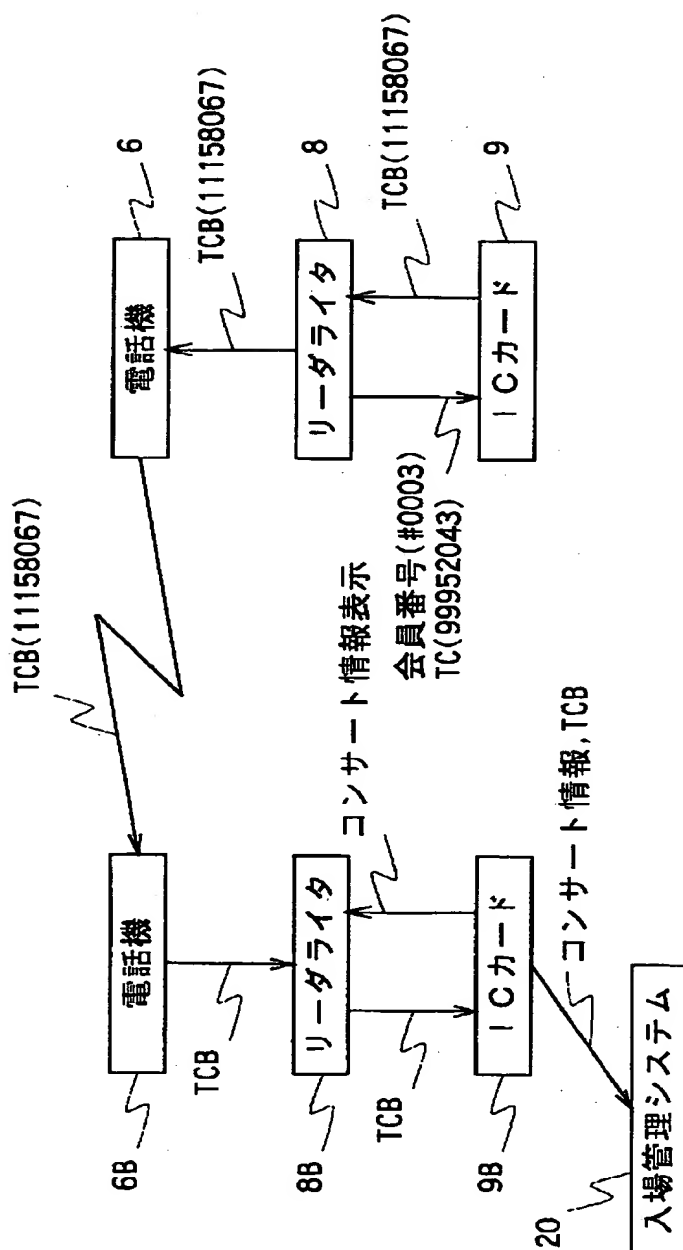 TCB(11158067)
電話機
6
TCB(11158067)
リーダライタ
8
TCB(11158067)
ICカード
9
会員番号(#0003)
TC(99952043)
6B
電話機
TCB
8B
リーダライタ
コンサート情報表示
TCB
9B
ICカード
コンサート情報,TCB
20
入場管理システム